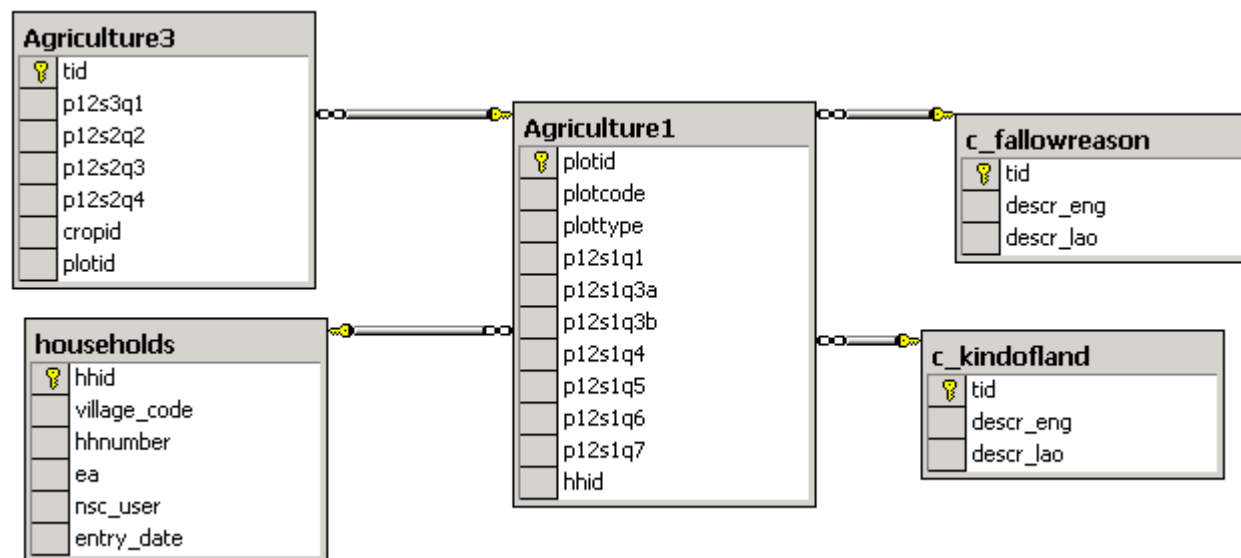 Agriculture3
tid
p12s3q1
p12s2q2
p12s2q3
p12s2q4
cropid
plotid
households
hhid
village_code
hhnumber
ea
nsc_user
entry_date
Agriculture1
plotid
plotcode
plottype
p12s1q1
p12s1q3a
p12s1q3b
p12s1q4
p12s1q5
p12s1q6
p12s1q7
hhid
c_fallowreason
tid
descr_eng
descr_lao
c_kindofland
tid
descr_eng
descr_lao